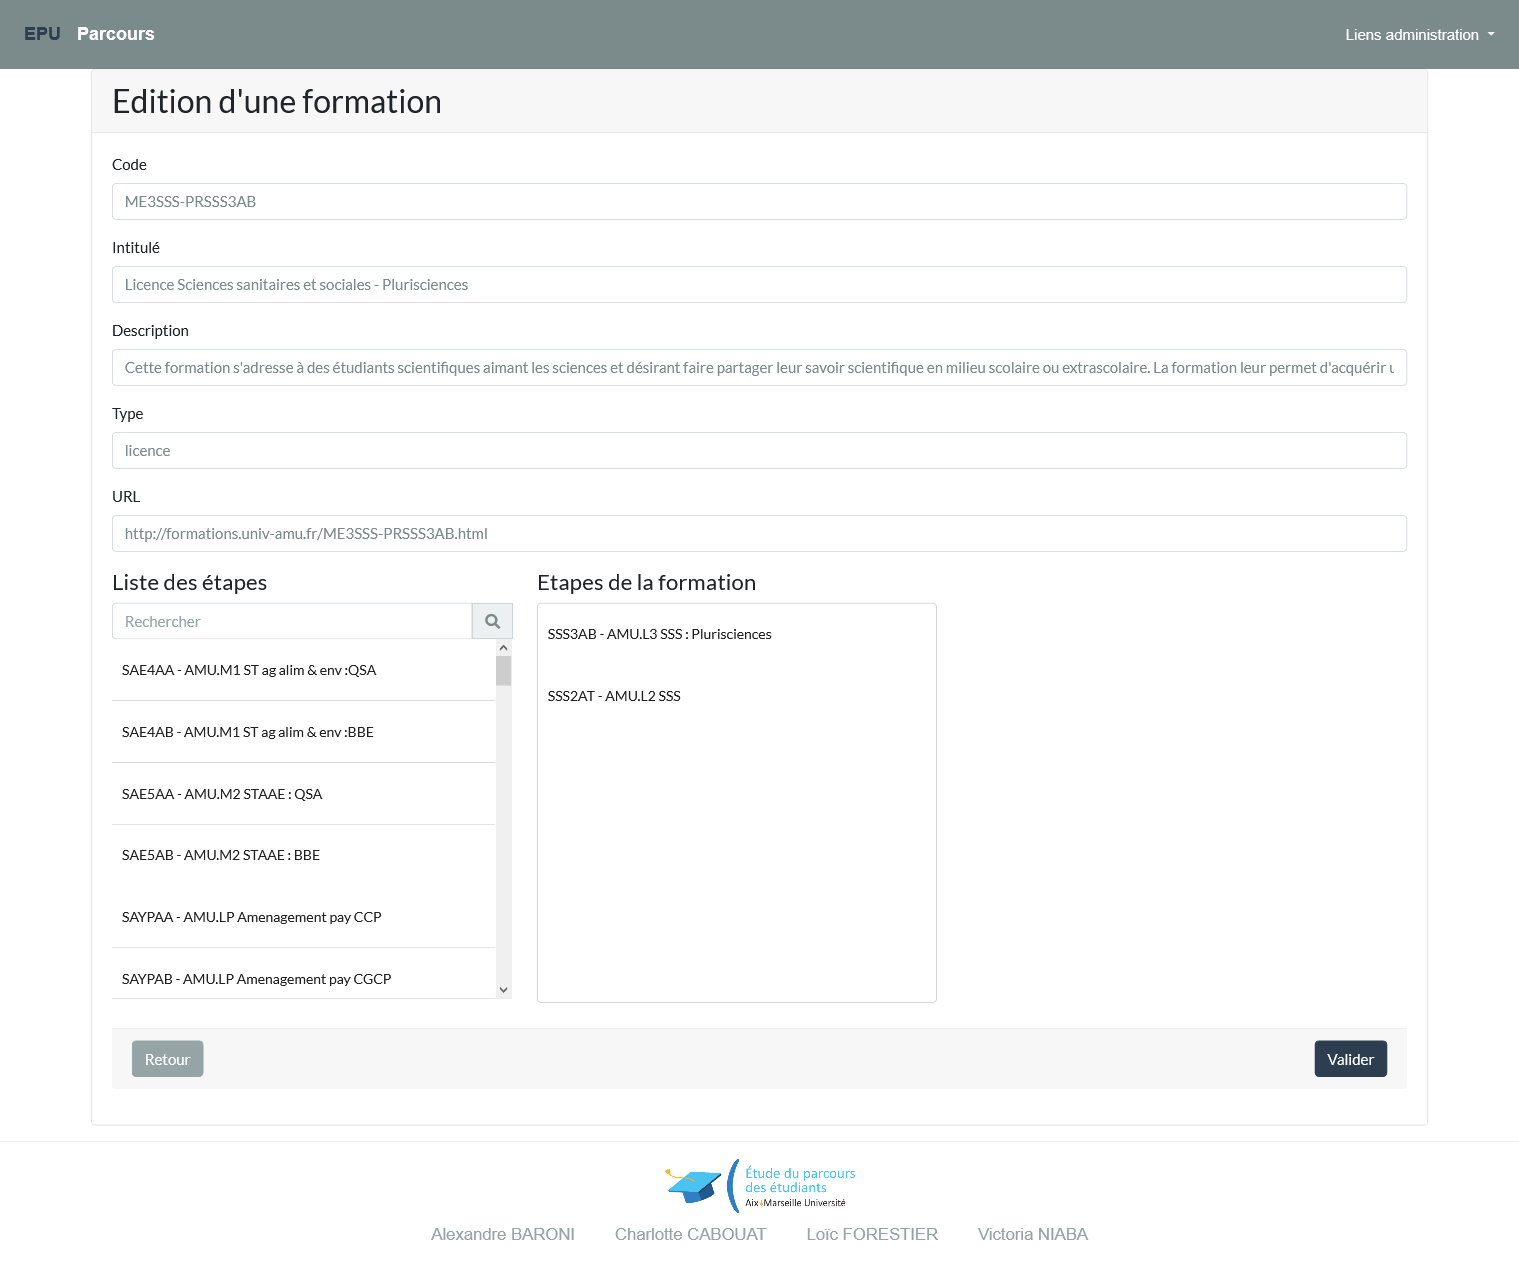 EPU Parcours Liens administration
Edition d'une formation
Code
ME3SSS-PRSSS3AB
Intitulé
Licence Sciences sanitaires et sociales - Plurisciences
Description
Cette formation s'adresse à des étudiants scientifiques aimant les sciences et désirant faire partager leur savoir scientifique en milieu scolaire ou extrascolaire. La formation leur permet d'acquérir u
Type
licence
URL
http://formations.univ-amu.fr/ME3SSS-PRSSS3AB.html
Liste des étapes
Rechercher
SAE4AA - AMU.M1 ST ag alim & env :QSA
SAE4AB - AMU.M1 ST ag alim & env :BBE
SAE5AA - AMU.M2 STAAE : QSA
SAE5AB - AMU.M2 STAAE : BBE
SAYPAA - AMU.LP Amenagement pay CCP
SAYPAB - AMU.LP Amenagement pay CGCP
Etapes de la formation
SSS3AB - AMU.L3 SSS : Plurisciences
SSS2AT - AMU.L2 SSS
Retour Valider
Étude du parcours
des étudiants
Aix Marseille Université
Alexandre BARONI Charlotte CABOUAT Loïc FORESTIER Victoria NIABA